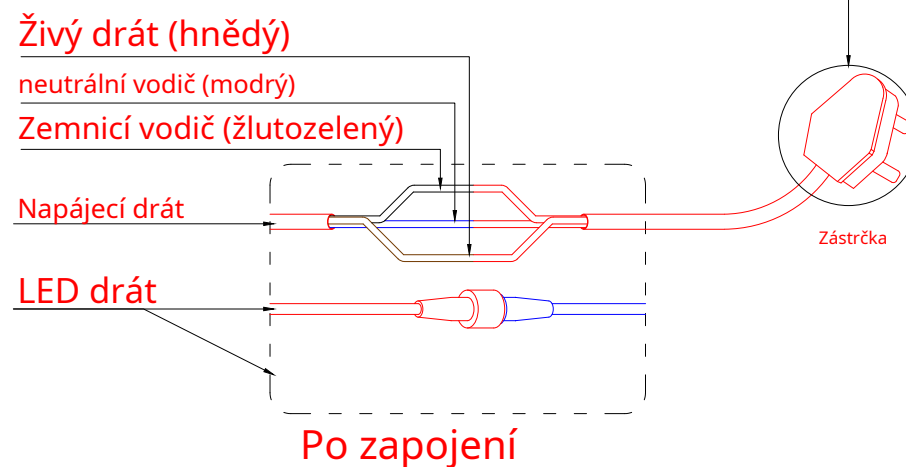 Živý drát (hnědý)
neutrální vodič (modrý)
Zemnicí vodič (žlutozelený)
Napájecí drát
Zástrčka
LED drát
Po zapojení